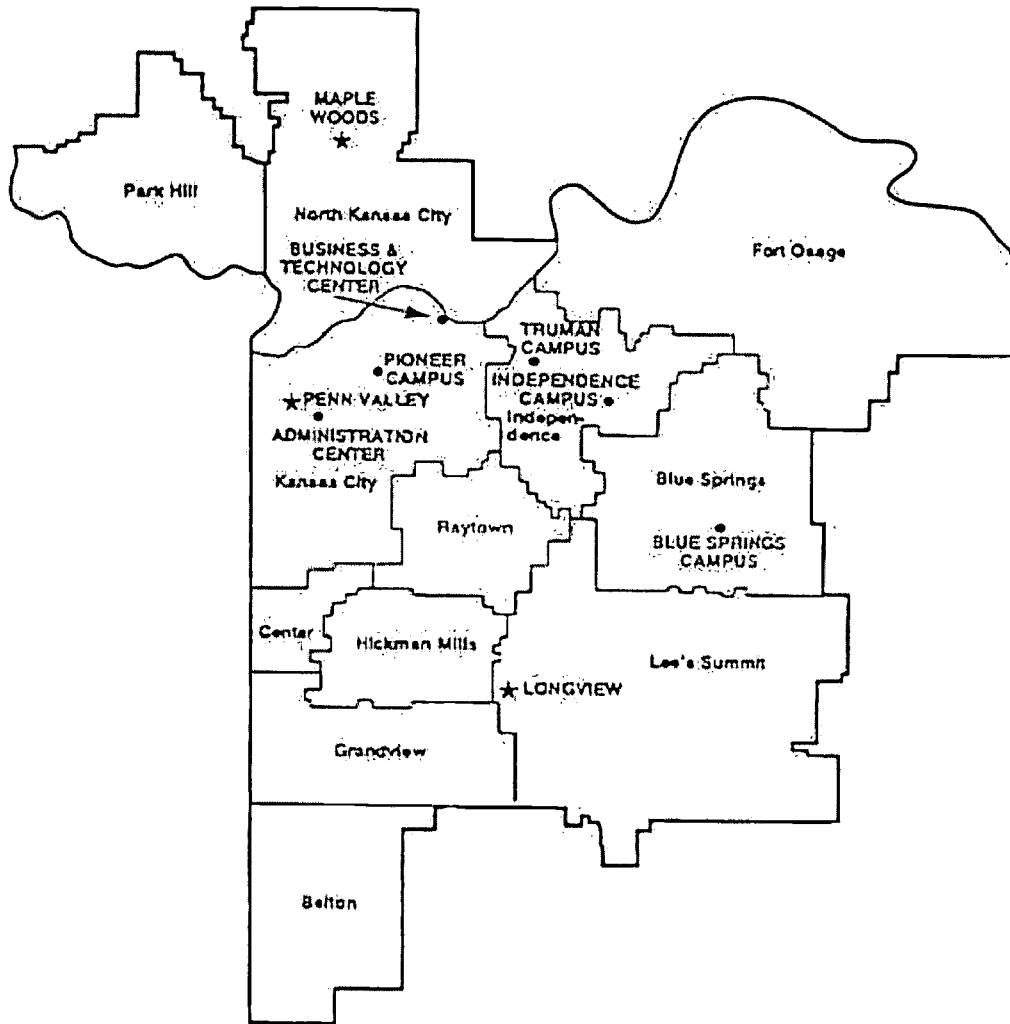 MAPLE
WOODS
Park Hill
North Kansas City
BUSINESS &
TECHNOLOGY
CENTER
Fort Osage
TRUMAN
CAMPUS
PIONEER
CAMPUS
INDEPENDENCE
CAMPUS
PENN VALLEY
Indepen-
dence
ADMINISTRATION
CENTER
Kansas City
Blue Springs
Raytown
BLUE SPRINGS
CAMPUS
Center
Hickman Mills
Lee's Summit
LONGVIEW
Grandview
Belton